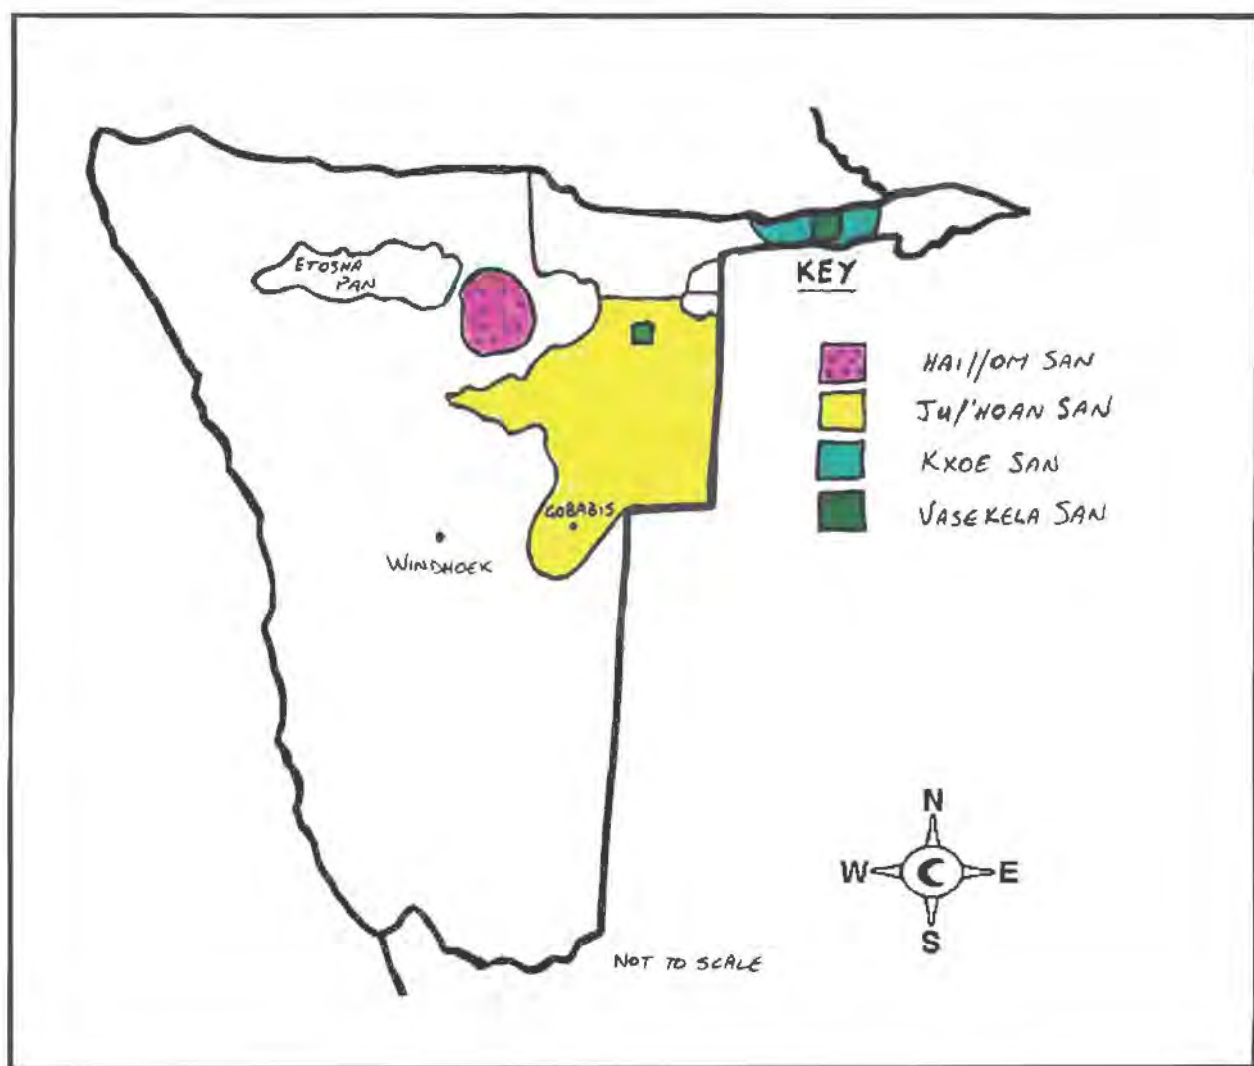 ETOSHA
PAN
KEY
HAI//OM SAN
JU/'HOAN SAN
KXOE SAN
VASEKELA SAN
GOBABIS
WINDHOEK
N
W
E
S
NOT TO SCALE